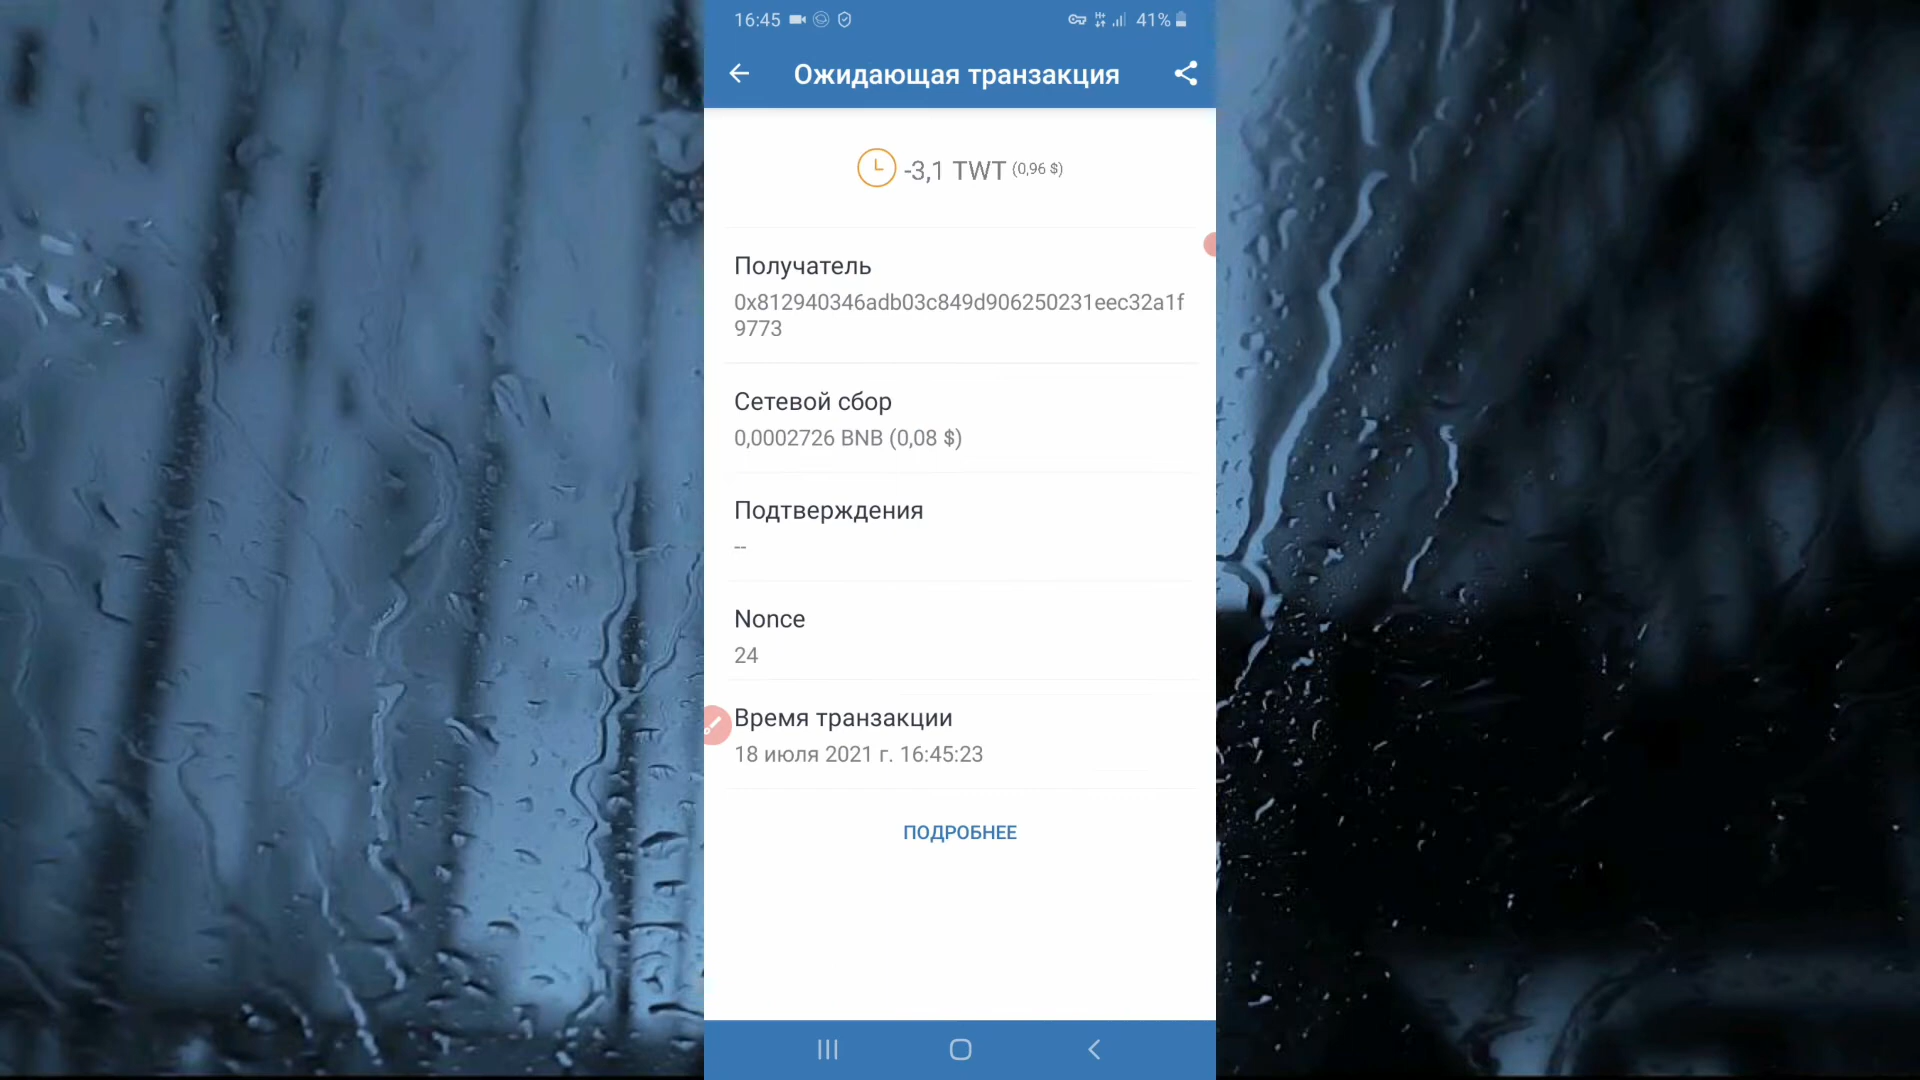 16:45
41%
Ожидающая транзакция
-3,1 TWT (0,96 $)
Получатель
0x812940346adb03c849d906250231eec32a1f
9773
Сетевой сбор
0,0002726 BNB (0,08 $)
Подтверждения
--
Nonce
24
Время транзакции
18 июля 2021 г. 16:45:23
ПОДРОБНЕЕ